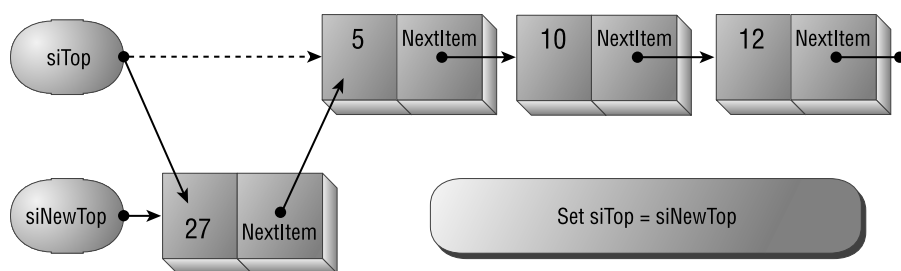 siTop
5
NextItem
10
NextItem
12
NextItem
siNewTop
27
NextItem
Set siTop = siNewTop